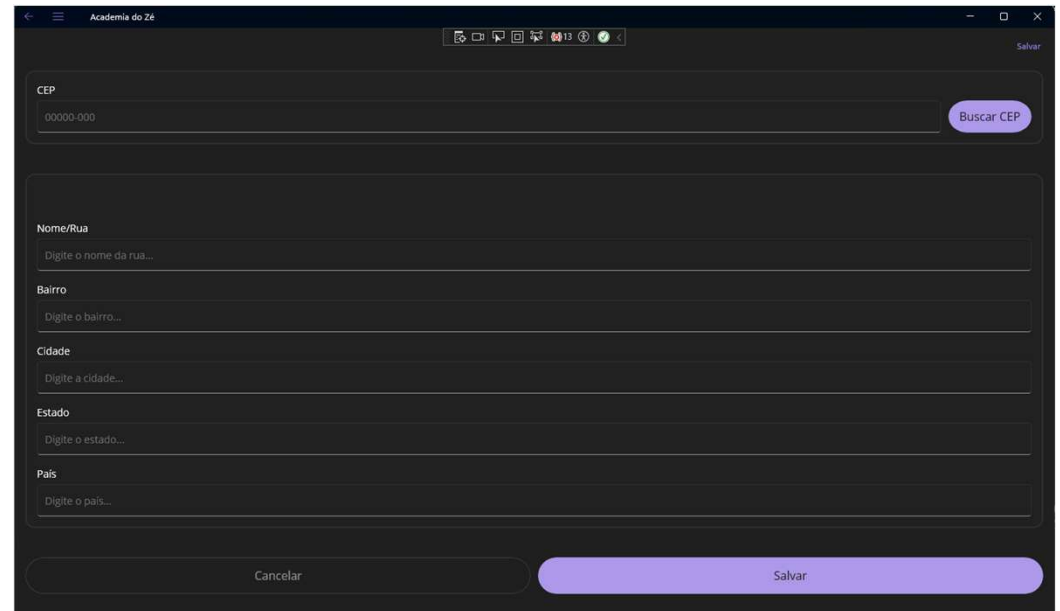 Academia do Zé
13
Salvar
CEP
00000-000
Buscar CEP
Nome/Rua
Digite o nome da rua...
Bairro
Digite o bairro...
Cidade
Digite a cidade...
Estado
Digite o estado...
País
Digite o país...
Cancelar
Salvar